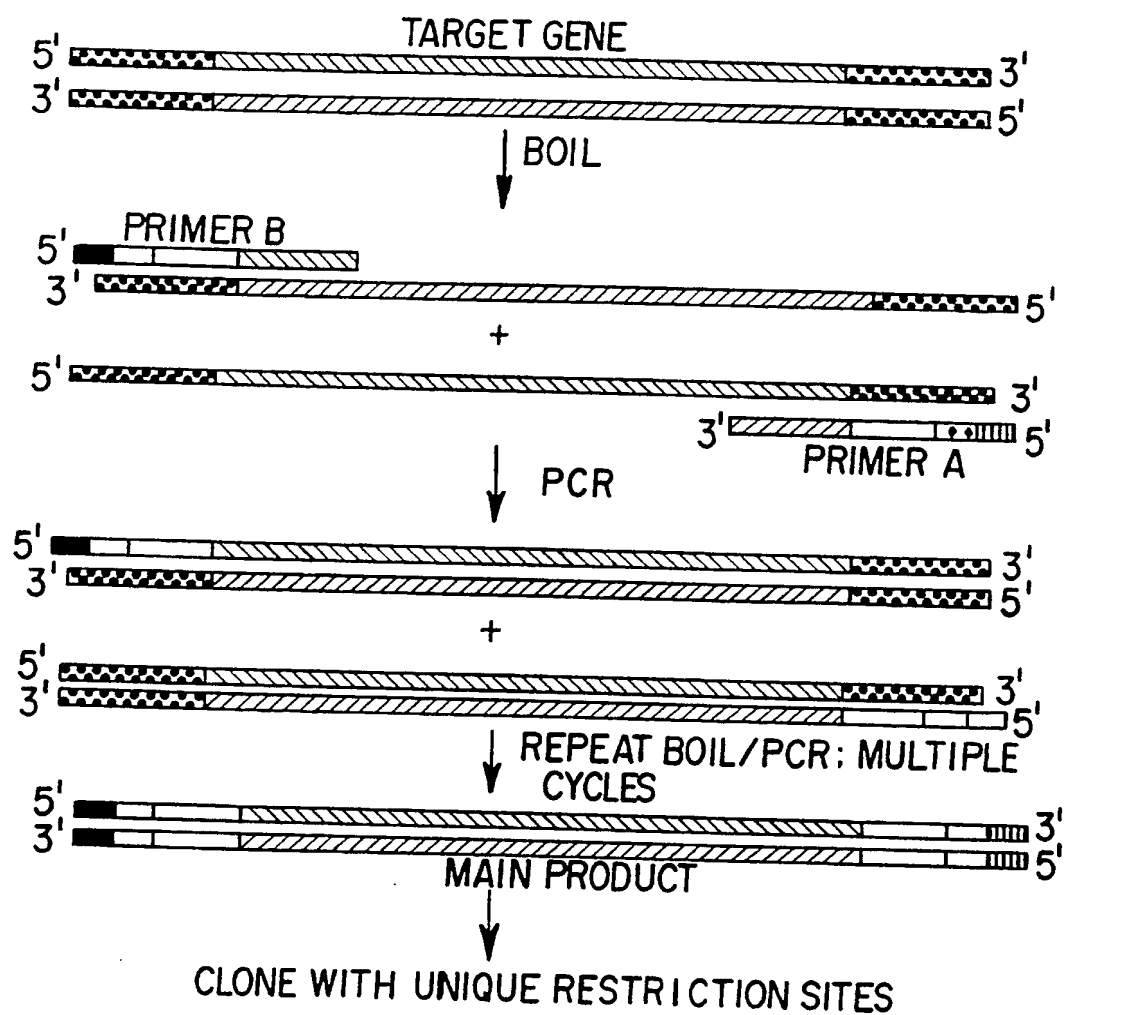 TARGET GENE
5' 3'
3' 5'
BOIL
PRIMER B
5'
3' 5'
+
5' 3'
3' 5'
PRIMER A
PCR
5' 3'
3' 5'
+
5' 3'
3' 5'
REPEAT BOIL/PCR: MULTIPLE
CYCLES
5' 3'
3' 5'
MAIN PRODUCT
CLONE WITH UNIQUE RESTRICTION SITES